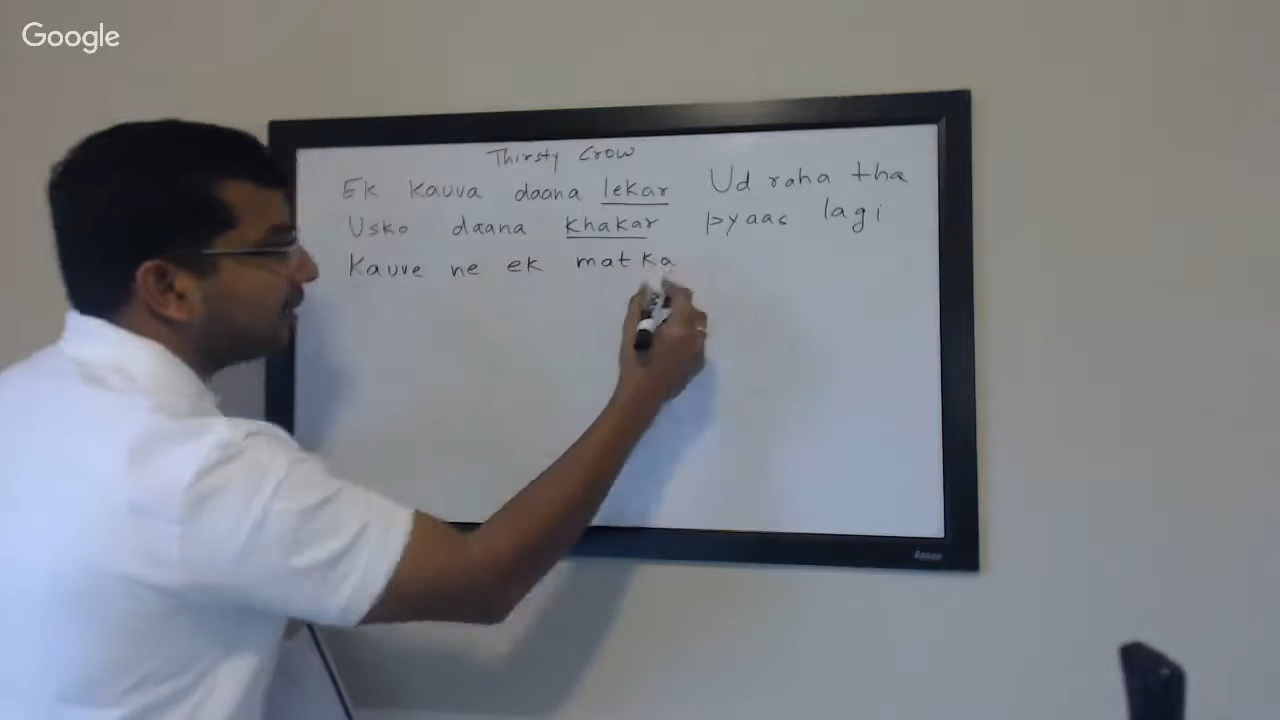 Google
Thirsty Crow
Ek Kauva daana lekar Ud raha tha
Usko daana Khakar pyaas lagi
Kauve ne ek matka